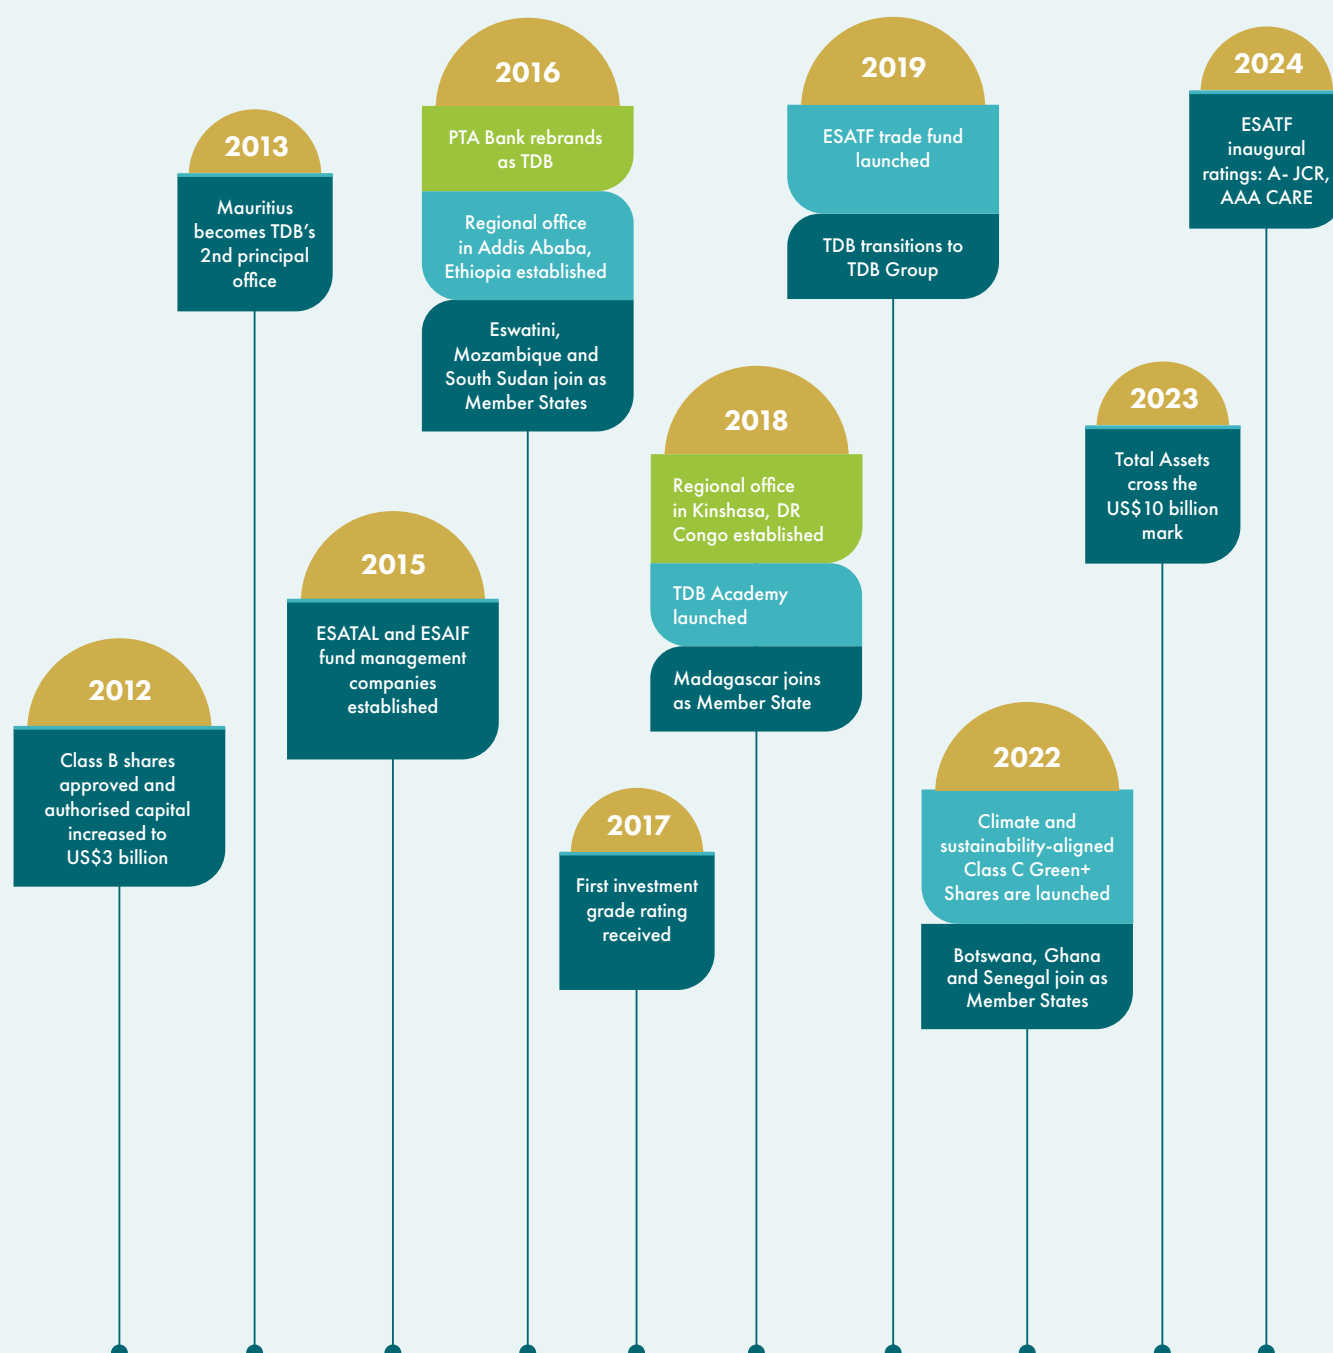 2012
Class B shares
approved and
authorised capital
increased to
US$3 billion
2013
Mauritius
becomes TDB’s
2nd principal
office
2015
ESATAL and ESAIF
fund management
companies
established
2016
PTA Bank rebrands
as TDB
Regional office
in Addis Ababa,
Ethiopia established
Eswatini,
Mozambique and
South Sudan join as
Member States
2017
First investment
grade rating
received
2018
Regional office
in Kinshasa, DR
Congo established
TDB Academy
launched
Madagascar joins
as Member State
2019
ESATF trade fund
launched
TDB transitions to
TDB Group
2022
Climate and
sustainability-aligned
Class C Green+
Shares are launched
Botswana, Ghana
and Senegal join as
Member States
2023
Total Assets
cross the
US$10 billion
mark
2024
ESATF
inaugural
ratings: A- JCR,
AAA CARE